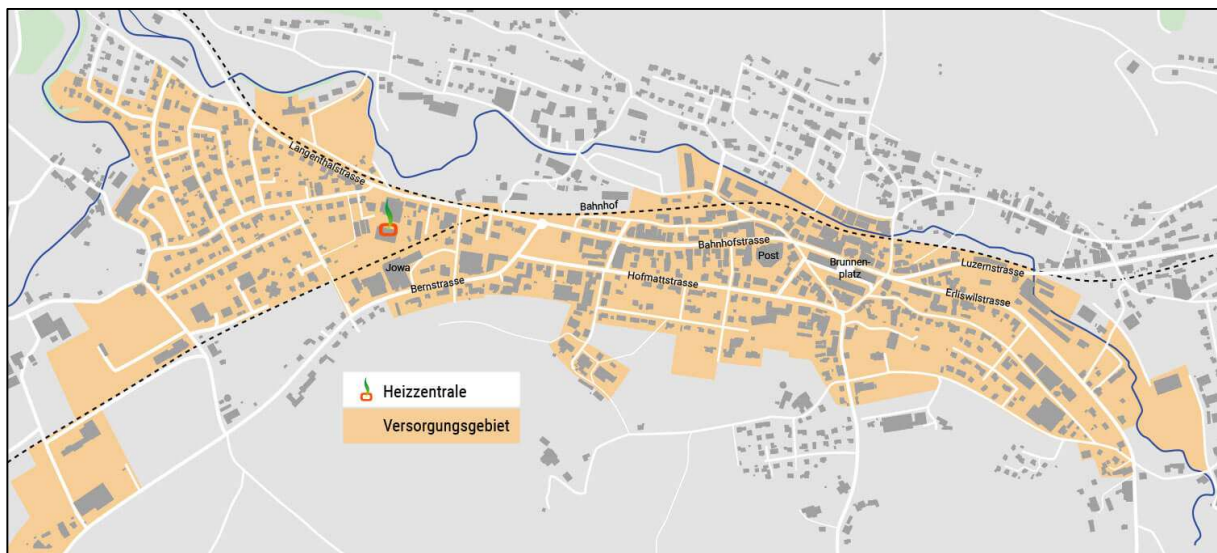 Langenthalstrasse
Bahnhof
Bahnhofstrasse
Post
Brunnen-
platz
Luzernstrasse
Jowa
Bernstrasse
Hofmattstrasse
Erliswilstrasse
Heizzentrale
Versorgungsgebiet